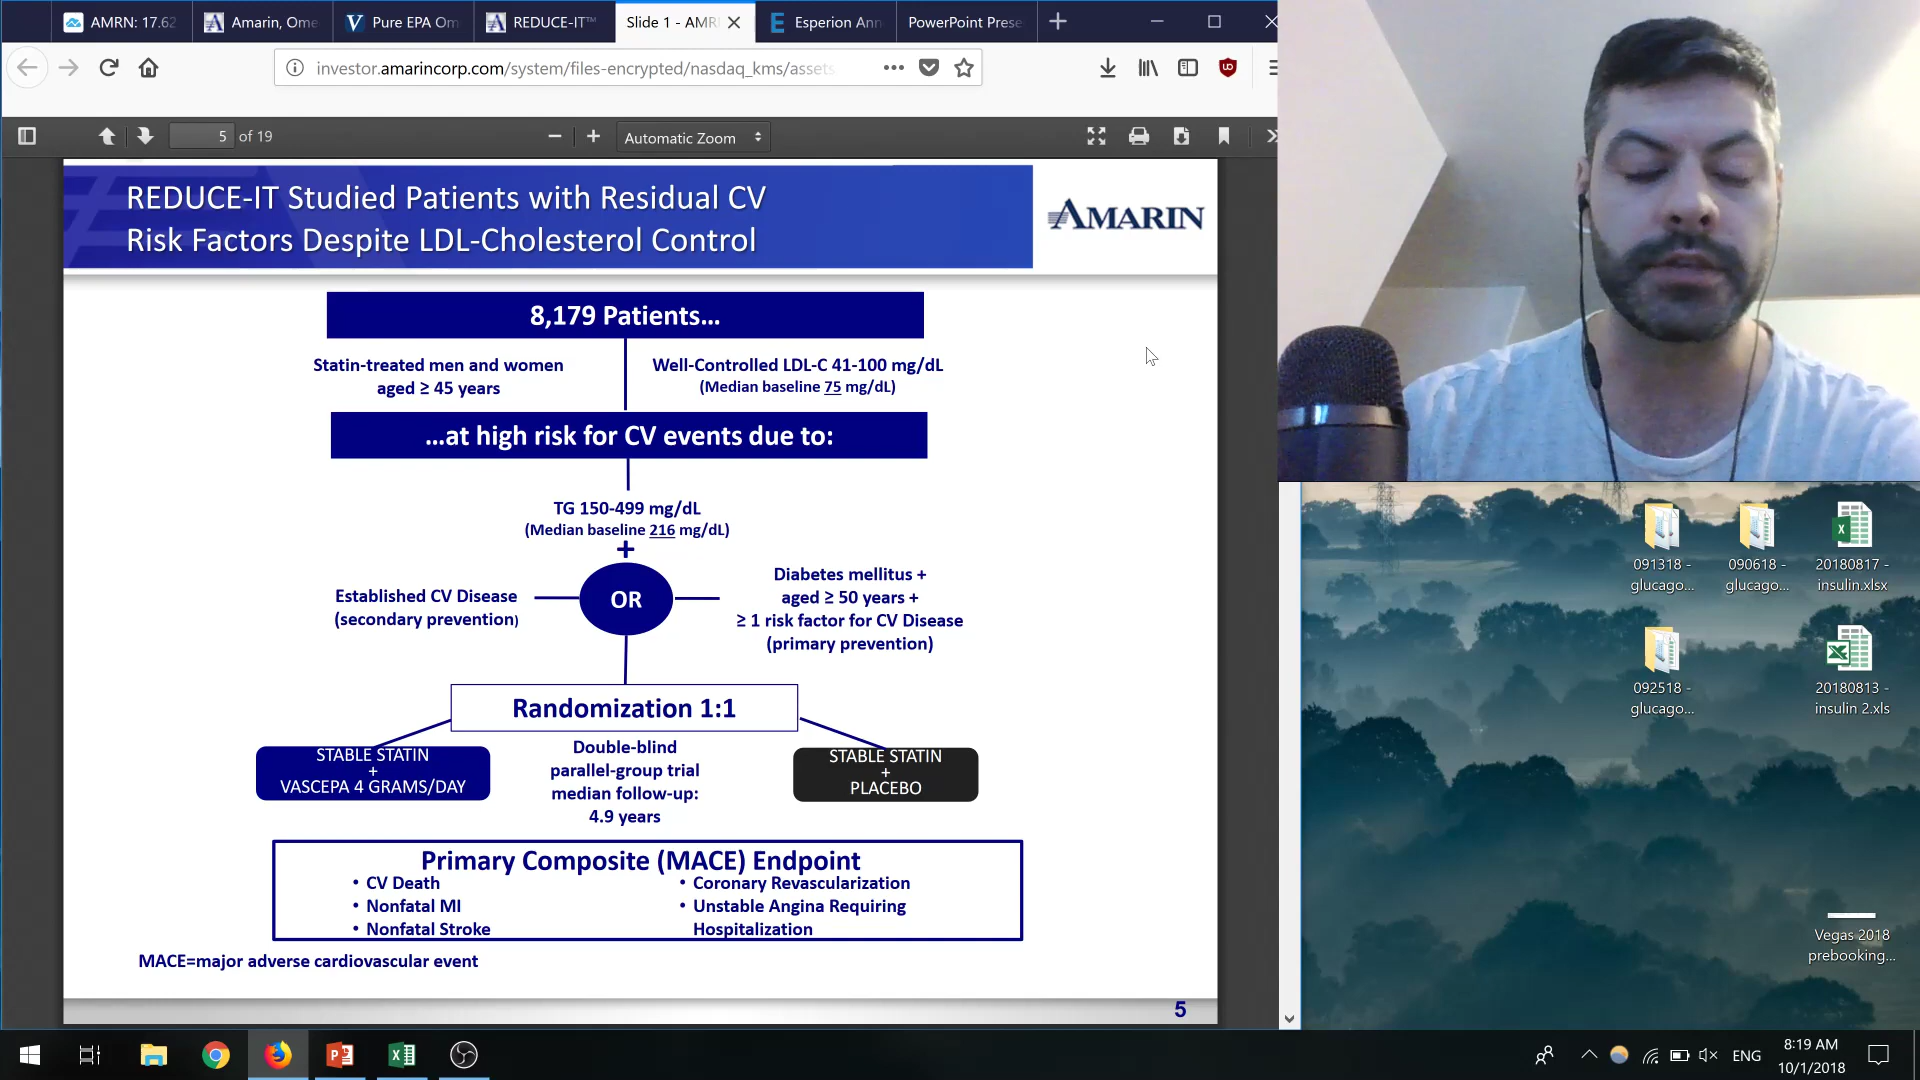 AMRN: 17.62
Amarin, Ome
Pure EPA Om
REDUCE-IT™
Slide 1 - AMR
Esperion Ann
PowerPoint Prese
investor.amarincorp.com/system/files-encrypted/nasdaq_kms/assets
5 of 19
Automatic Zoom
REDUCE-IT Studied Patients with Residual CV
Risk Factors Despite LDL-Cholesterol Control
AMARIN
8,179 Patients…
Statin-treated men and women
aged ≥ 45 years
Well-Controlled LDL-C 41-100 mg/dL
(Median baseline 75 mg/dL)
…at high risk for CV events due to:
TG 150-499 mg/dL
(Median baseline 216 mg/dL)
+
Established CV Disease
(secondary prevention)
OR
Diabetes mellitus +
aged ≥ 50 years +
≥ 1 risk factor for CV Disease
(primary prevention)
Randomization 1:1
STABLE STATIN
+
VASCEPA 4 GRAMS/DAY
Double-blind
parallel-group trial
median follow-up:
4.9 years
STABLE STATIN
+
PLACEBO
Primary Composite (MACE) Endpoint
• CV Death
• Nonfatal MI
• Nonfatal Stroke
• Coronary Revascularization
• Unstable Angina Requiring
Hospitalization
MACE=major adverse cardiovascular event
5
091318 -
glucago...
090618 -
glucago...
20180817 -
insulin.xlsx
092518 -
glucago...
20180813 -
insulin 2.xls
Vegas 2018
prebooking...
ENG
8:19 AM
10/1/2018